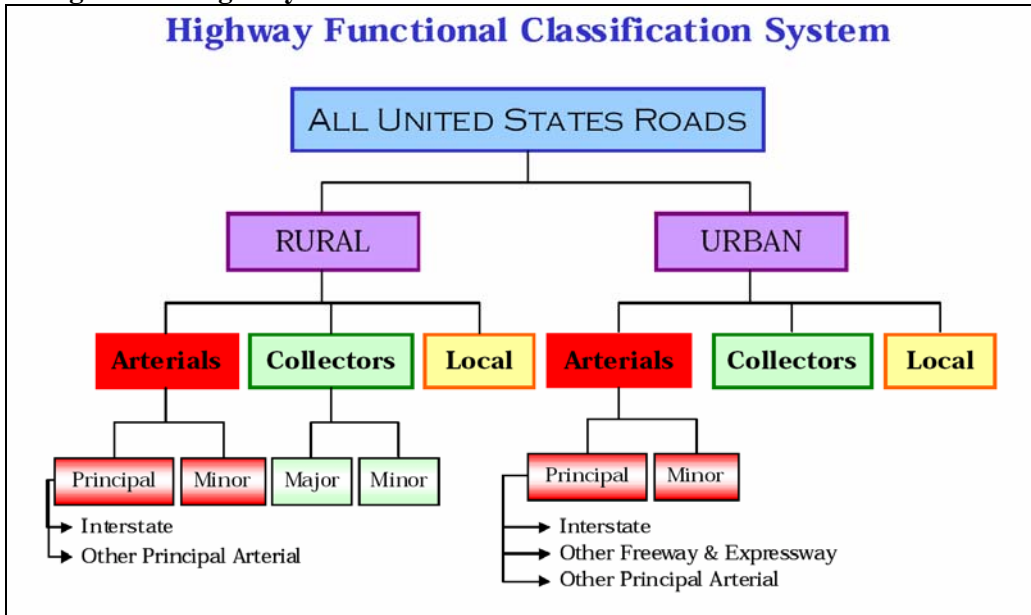 Highway Functional Classification System
ALL UNITED STATES ROADS
RURAL
URBAN
Arterials
Collectors
Local
Arterials
Collectors
Local
Principal
Minor
Major
Minor
Principal
Minor
Interstate
Other Principal Arterial
Interstate
Other Freeway & Expressway
Other Principal Arterial